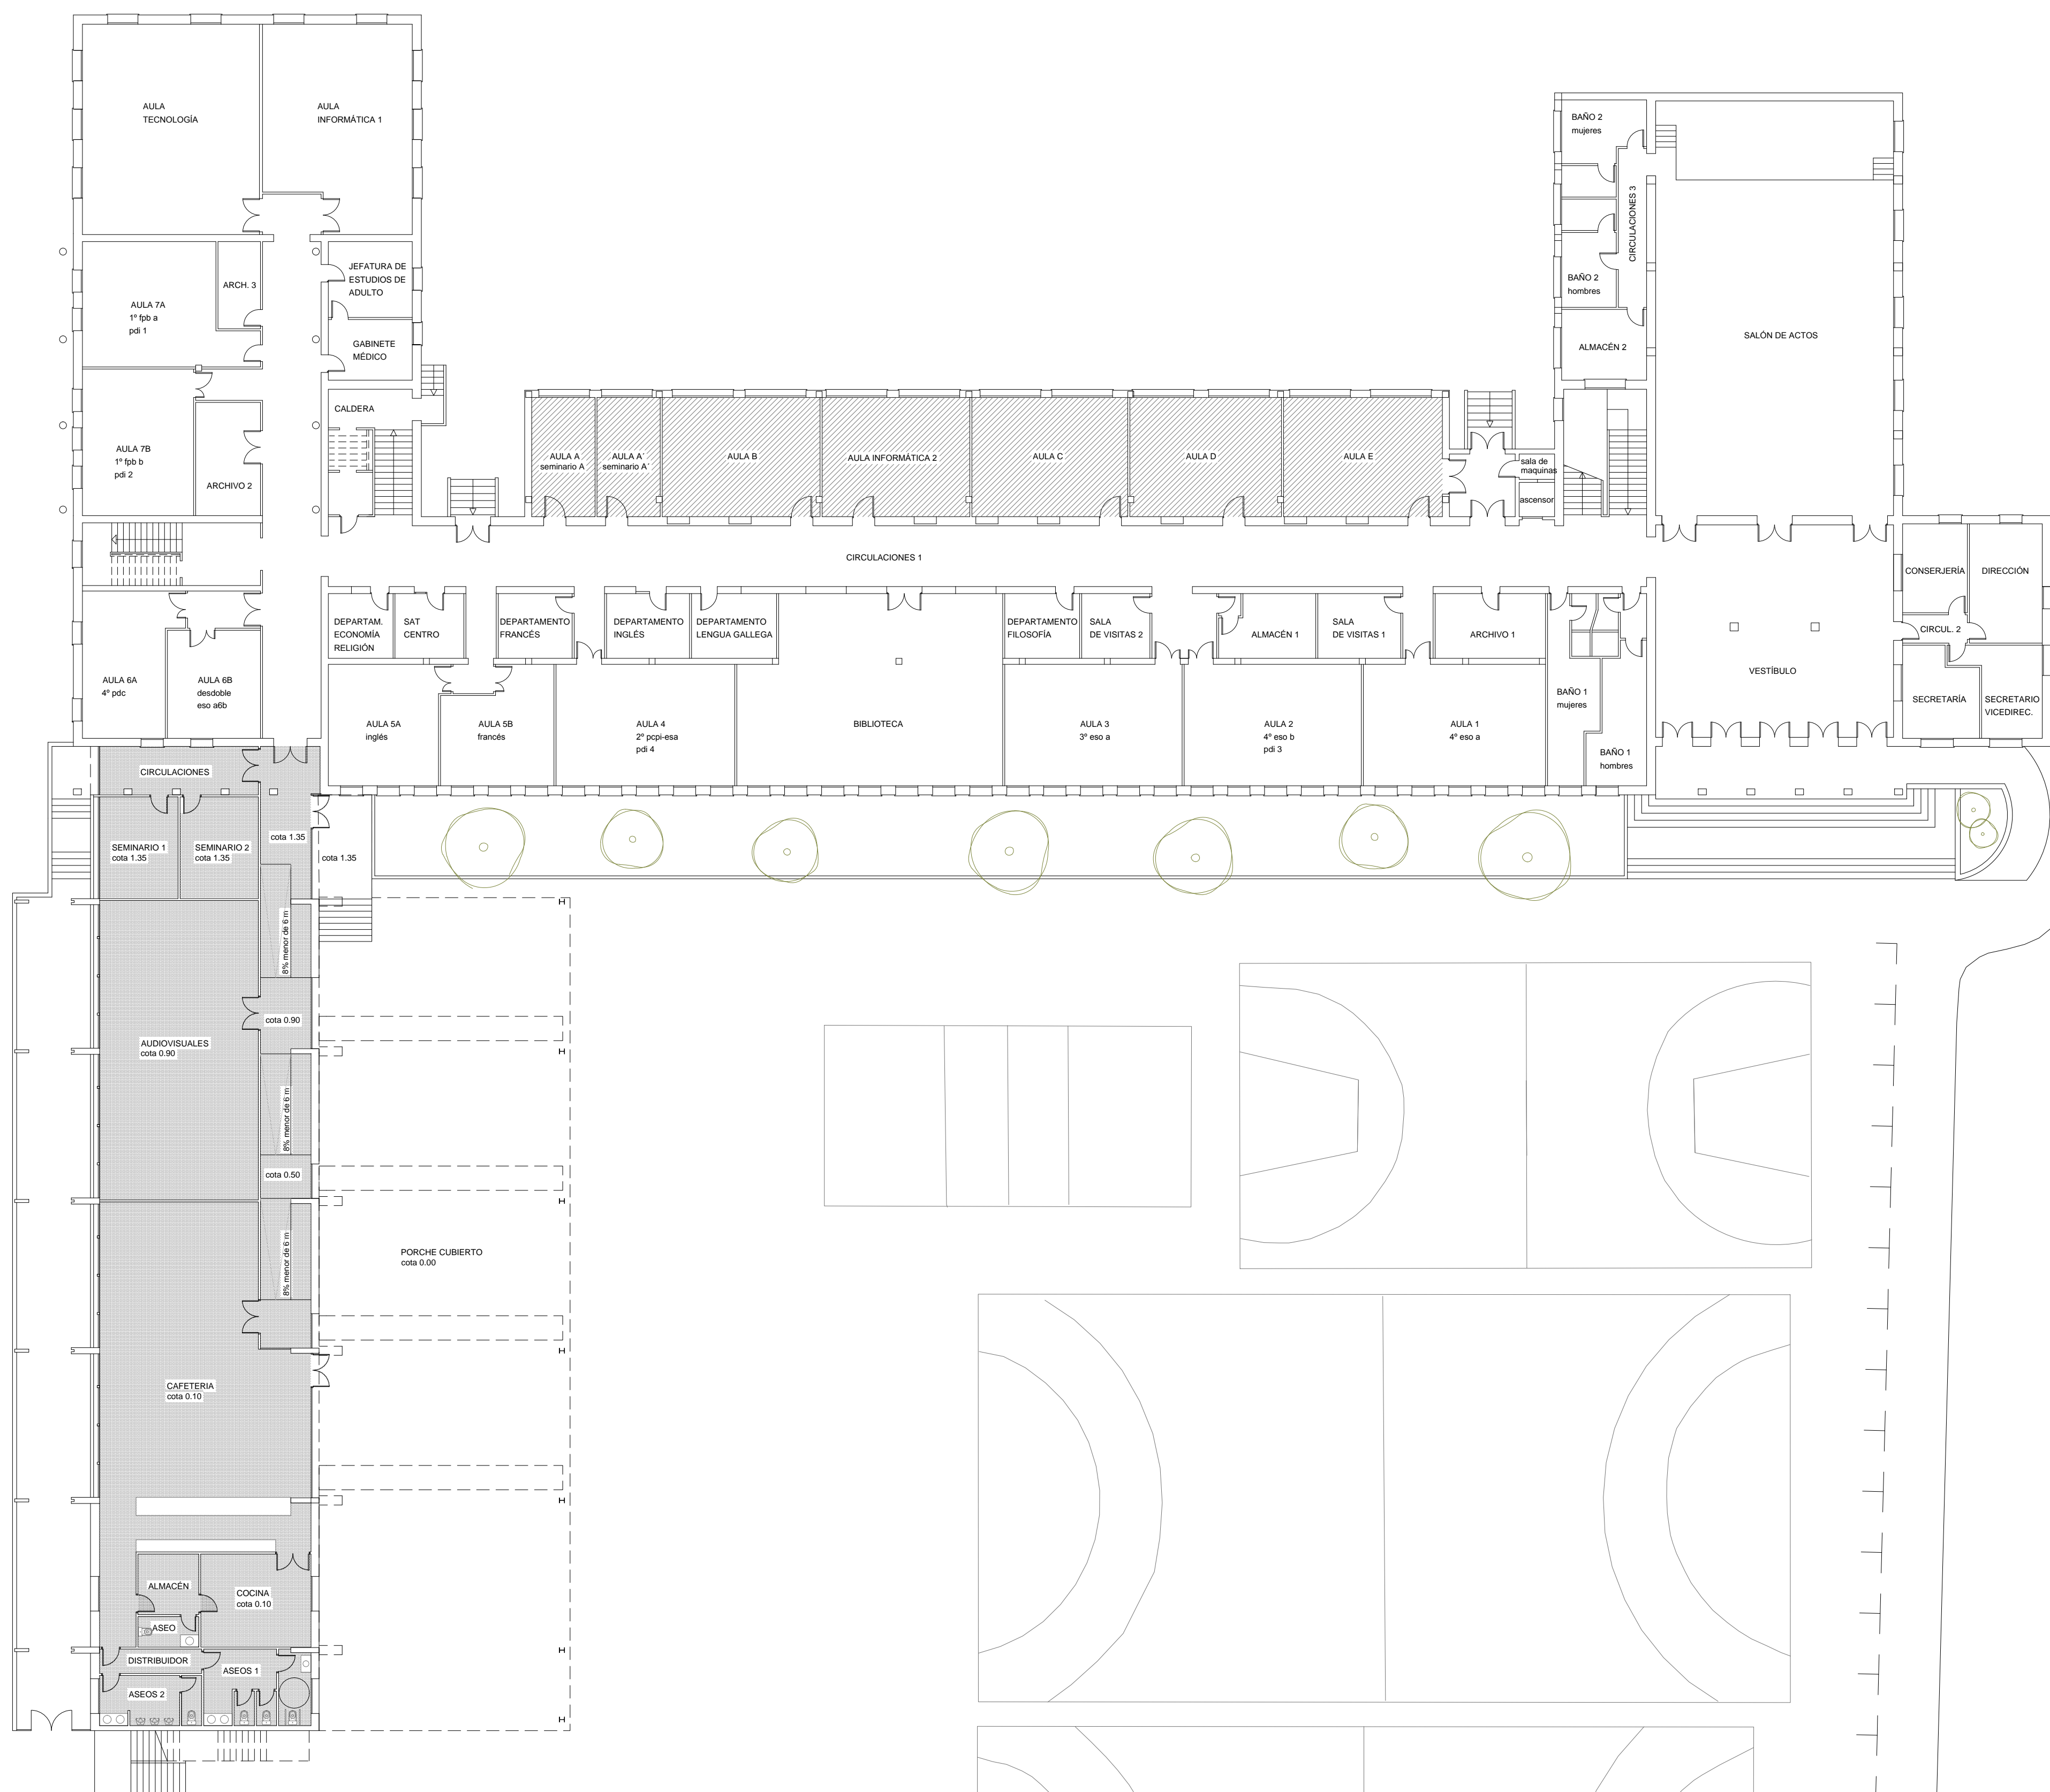 AULA
TECNOLOGÍA
AULA
INFORMÁTICA 1
BAÑO 2
mujeres
CIRCULACIONES 3
JEFATURA DE
ESTUDIOS DE
ADULTO
ARCH. 3
BAÑO 2
hombres
AULA 7A
1º fpb a
pdi 1
SALÓN DE ACTOS
GABINETE
MÉDICO
ALMACÉN 2
CALDERA
AULA 7B
1º fpb b
pdi 2
ARCHIVO 2
AULA A
seminario A
AULA A´
seminario A´
AULA B
AULA INFORMÁTICA 2
AULA C
AULA D
AULA E
sala de
maquinas
ascensor
CIRCULACIONES 1
CONSERJERÍA
DIRECCIÓN
DEPARTAM.
ECONOMÍA
RELIGIÓN
SAT
CENTRO
DEPARTAMENTO
FRANCÉS
DEPARTAMENTO
INGLÉS
DEPARTAMENTO
LENGUA GALLEGA
DEPARTAMENTO
FILOSOFÍA
SALA
DE VISITAS 2
ALMACÉN 1
SALA
DE VISITAS 1
ARCHIVO 1
CIRCUL. 2
VESTÍBULO
AULA 6A
4º pdc
AULA 6B
desdoble
eso a6b
BAÑO 1
mujeres
SECRETARÍA
SECRETARIO
VICEDIREC.
AULA 5A
inglés
AULA 5B
francés
AULA 4
2º pcpi-esa
pdi 4
BIBLIOTECA
AULA 3
3º eso a
AULA 2
4º eso b
pdi 3
AULA 1
4º eso a
BAÑO 1
hombres
CIRCULACIONES
cota 1.35
SEMINARIO 1
cota 1.35
SEMINARIO 2
cota 1.35
cota 1.35
8% menor de 6 m
cota 0.90
AUDIOVISUALES
cota 0.90
8% menor de 6 m
cota 0.50
8% menor de 6 m
PORCHE CUBIERTO
cota 0.00
CAFETERIA
cota 0.10
ALMACÉN
COCINA
cota 0.10
ASEO
DISTRIBUIDOR
ASEOS 1
ASEOS 2